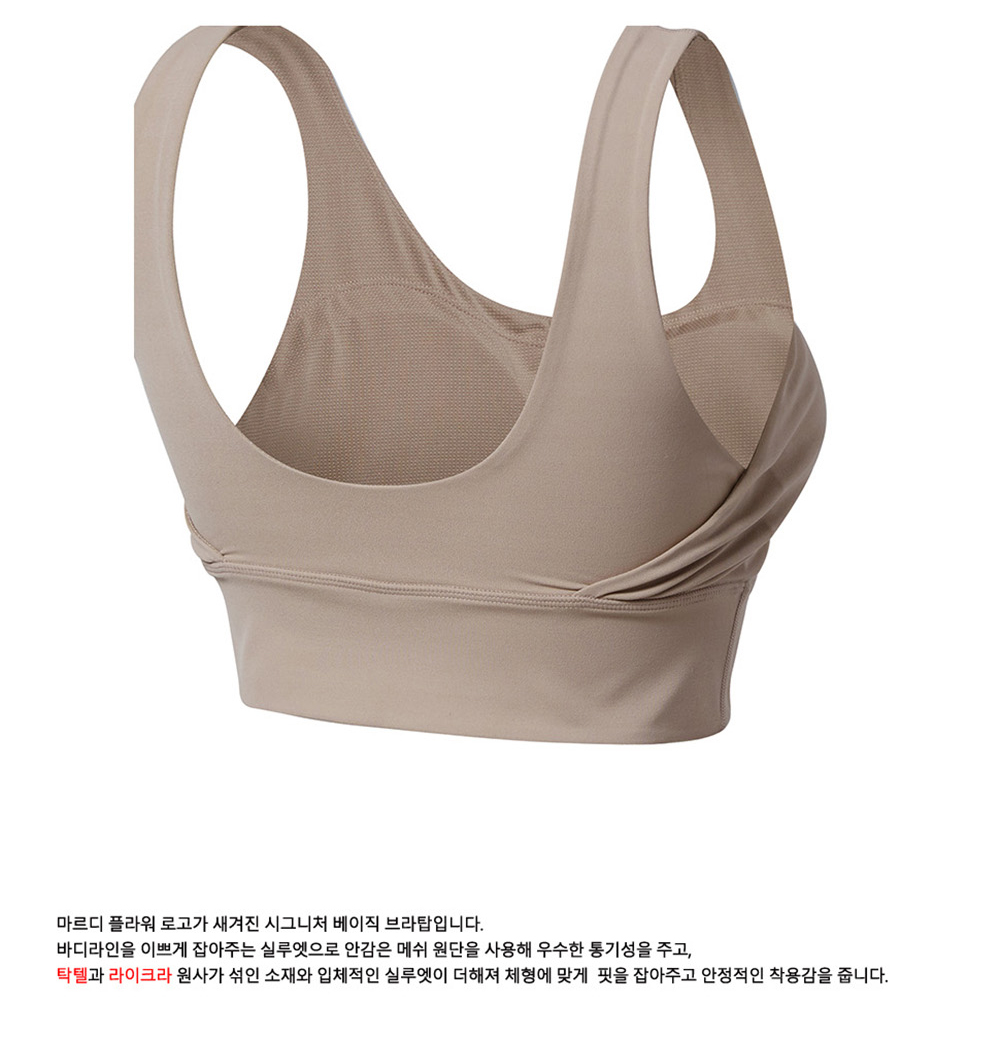 마르디 플라워 로고가 새겨진 시그니처 베이직 브라탑입니다.
바디라인을 이쁘게 잡아주는 실루엣으로 안감은 메쉬 원단을 사용해 우수한 통기성을 주고,
탁텔과 라이크라 원사가 섞인 소재와 입체적인 실루엣이 더해져 체형에 맞게 핏을 잡아주고 안정적인 착용감을 줍니다.